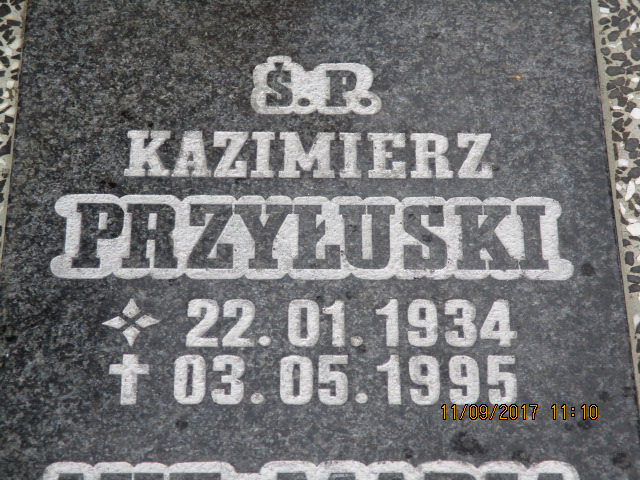 Ś.P.
KAZIMIERZ
PRZYŁUSKI
22.01.1934
✝ 03.05.1995
11/09/2017 11:10